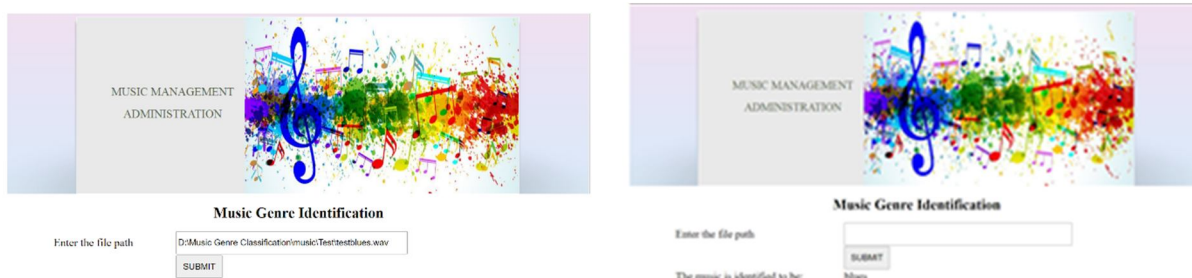 MUSIC MANAGEMENT
ADMINISTRATION
Music Genre Identification
Enter the file path
D:\Music Genre Classification\music\Test\testblues.wav
SUBMIT
MUSIC MANAGEMENT
ADMINISTRATION
Music Genre Identification
Enter the file path
SUBMIT
The music is identified to be: